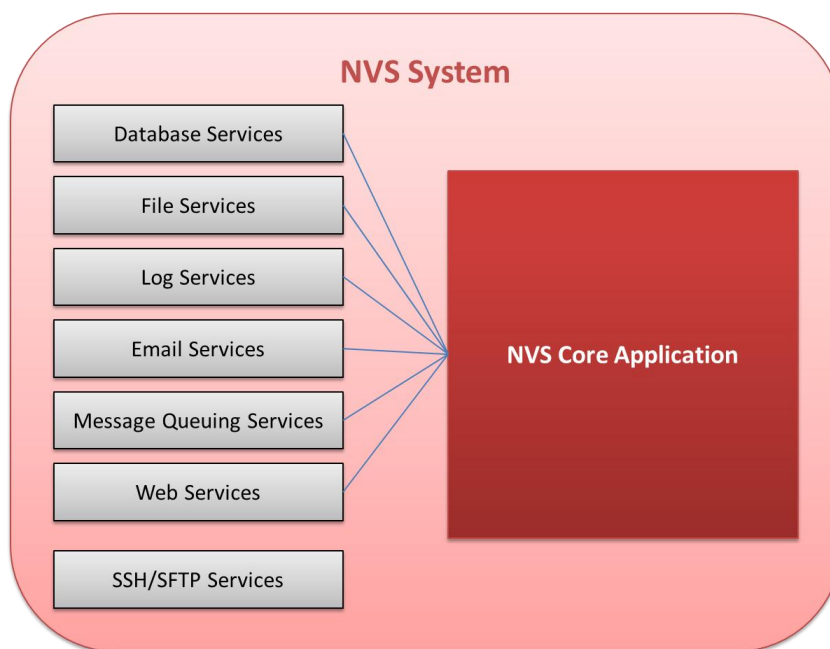 NVS System
Database Services
File Services
Log Services
Email Services
Message Queuing Services
Web Services
SSH/SFTP Services
NVS Core Application